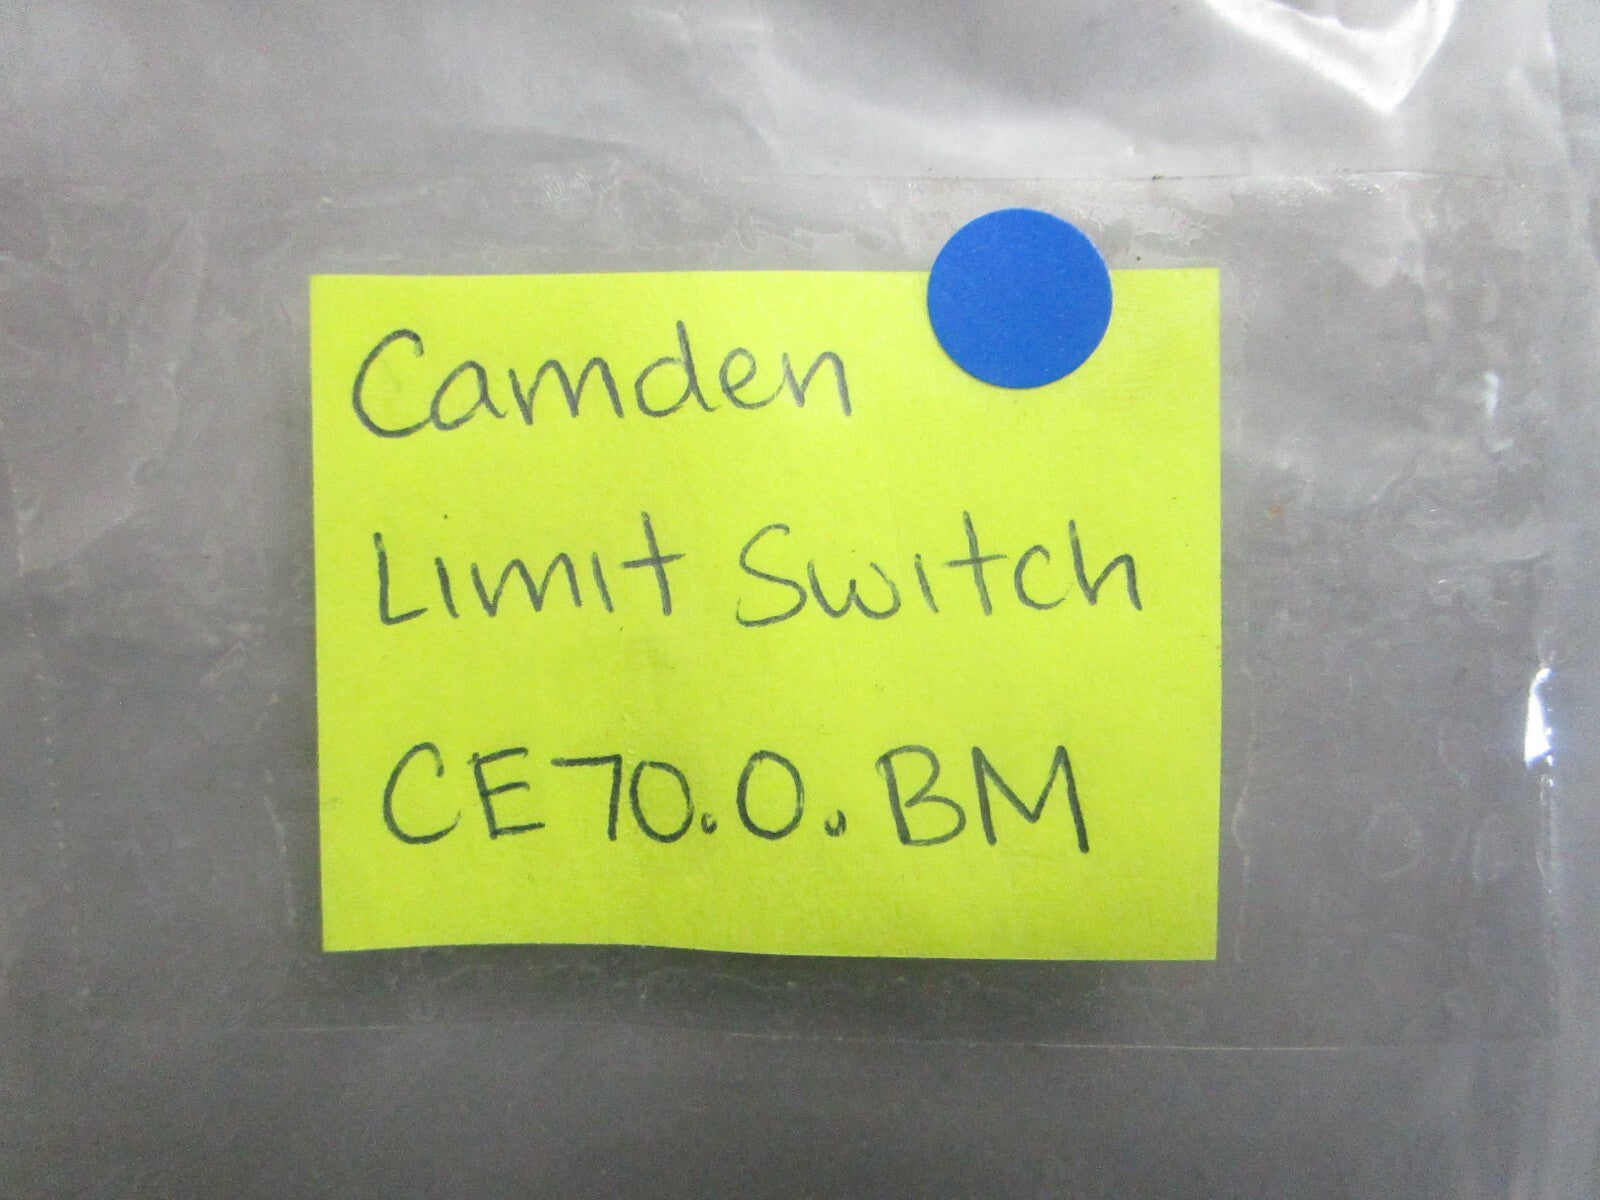 Camden
Limit Switch
CE70.0.BM